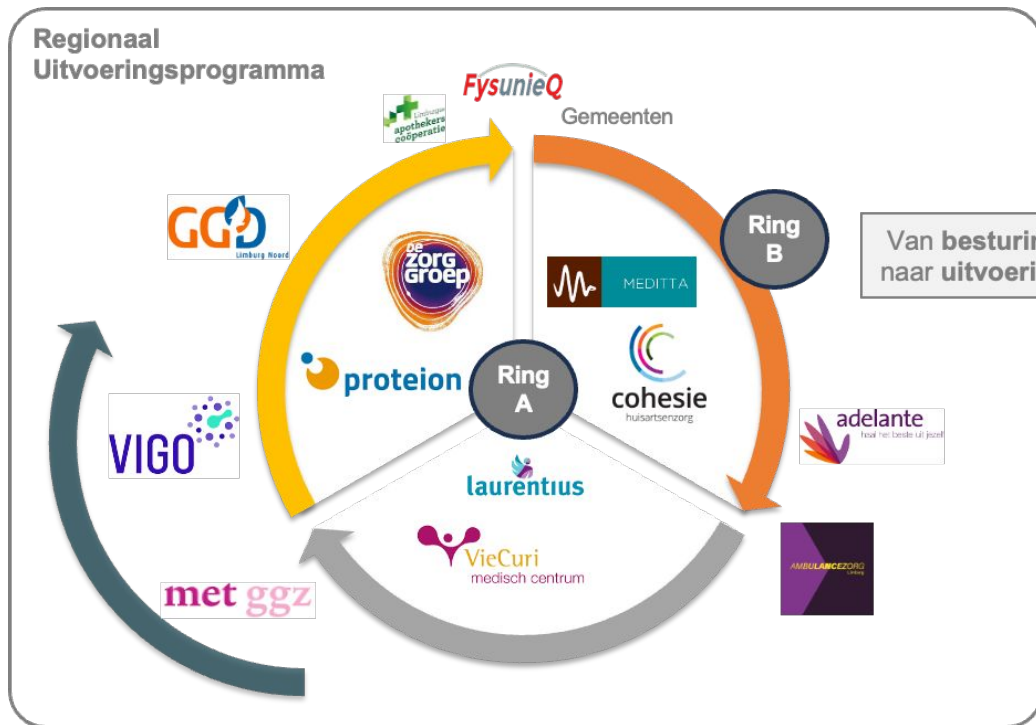 Regionaal
Uitvoeringsprogramma
FysunieQ
Limburgse
apothekers
coöperatie
Gemeenten
GGD
Limburg Noord
DE
ZORG
GROEP
Ring
B
Van besturin
naar uitvoeri
MEDITTA
proteion
Ring
A
cohesie
huisartsenzorg
VIGO
adelante
haal het beste uit jezelf
laurentius
VieCuri
medisch centrum
AMBULANCEZORG
Limburg
met ggz